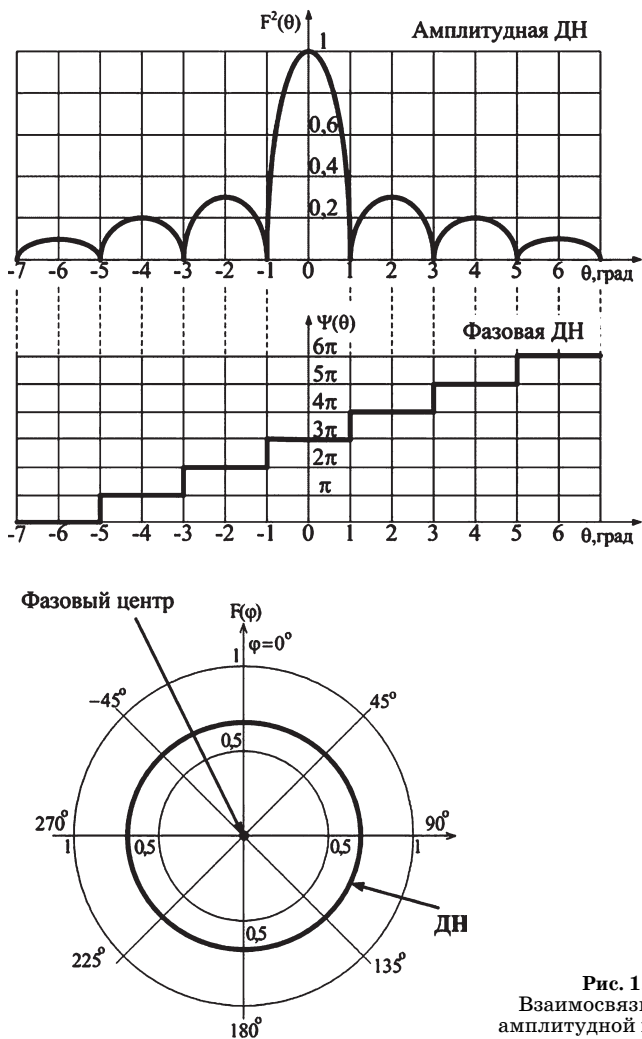 F²(θ)
Амплитудная ДН
1
0,6
0,4
0,2
-7 -6 -5 -4 -3 -2 -1 0 1 2 3 4 5 6 θ,град
Ψ(θ)
Фазовая ДН
6π
5π
4π
3π
2π
π
-7 -6 -5 -4 -3 -2 -1 0 1 2 3 4 5 6 θ,град
Фазовый центр
F(φ)
1 φ=0°
-45° 45°
0,5
270° 90°
1 0,5 0,5 1
ДН
0,5
225° 135°
180°
Рис. 1
Взаимосвязь
амплитудной